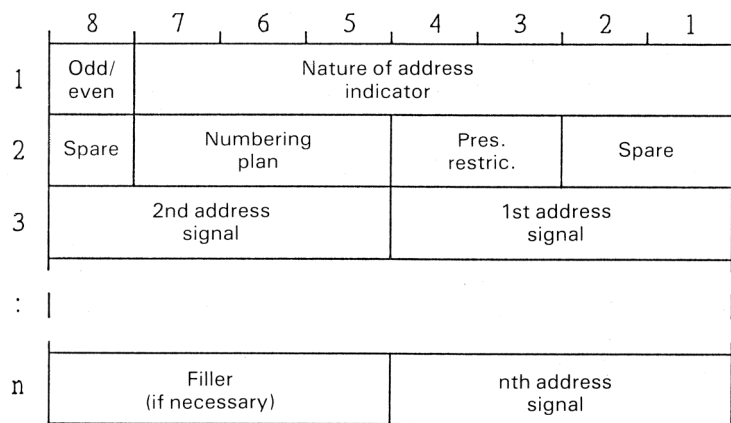 8 7 6 5 4 3 2 1
1 Odd/ Nature of address
even indicator
2 Spare Numbering Pres. Spare
plan restric.
3 2nd address 1st address
signal signal
:
n Filler nth address
(if necessary) signal